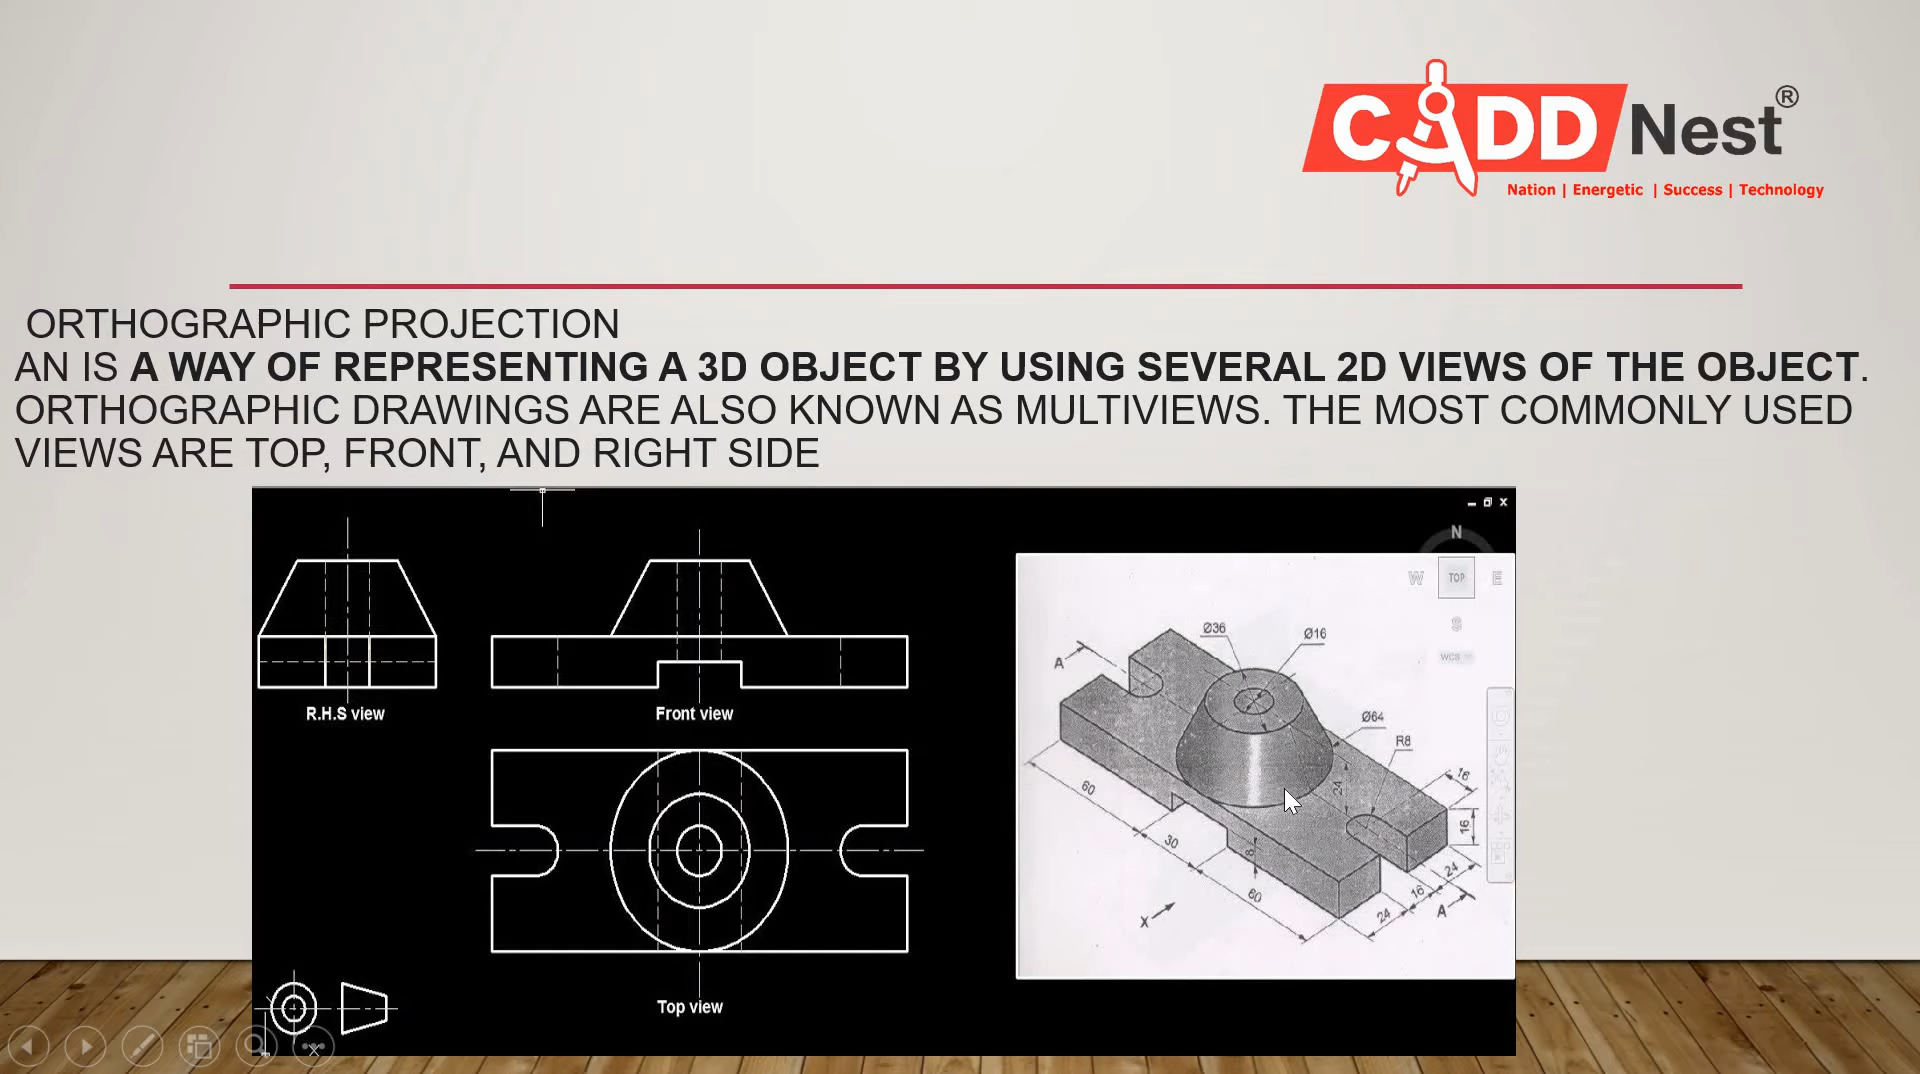 CADD Nest®
Nation | Energetic | Success | Technology
ORTHOGRAPHIC PROJECTION
AN IS A WAY OF REPRESENTING A 3D OBJECT BY USING SEVERAL 2D VIEWS OF THE OBJECT.
ORTHOGRAPHIC DRAWINGS ARE ALSO KNOWN AS MULTIVIEWS. THE MOST COMMONLY USED
VIEWS ARE TOP, FRONT, AND RIGHT SIDE
R.H.S view
Front view
Top view
N
W
TOP
E
S
WCS
A
Ø36
Ø16
Ø64
R8
16
60
24
16
30
8
60
24
16
24
A
X